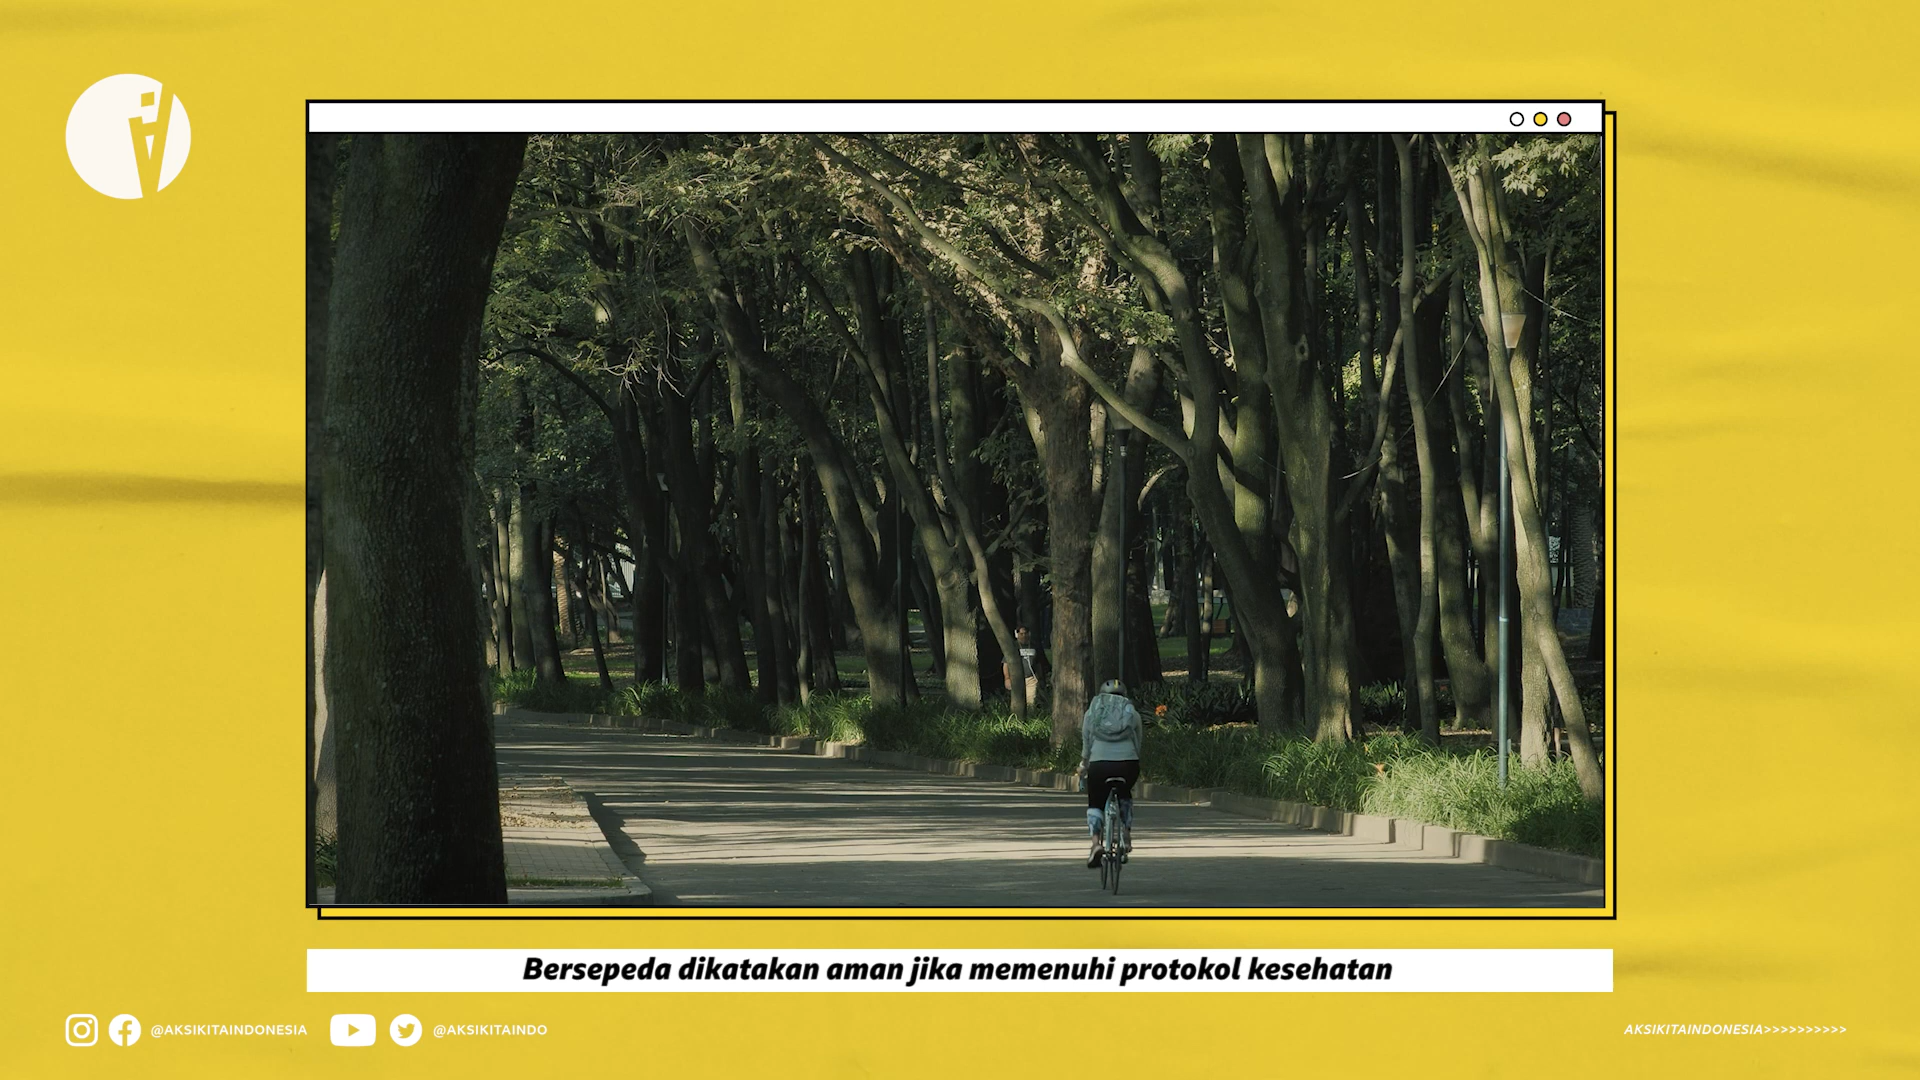 Bersepeda dikatakan aman jika memenuhi protokol kesehatan
@AKSIKITAINDONESIA @AKSIKITAINDO
AKSIKITAINDONESIA>>>>>>>>>>